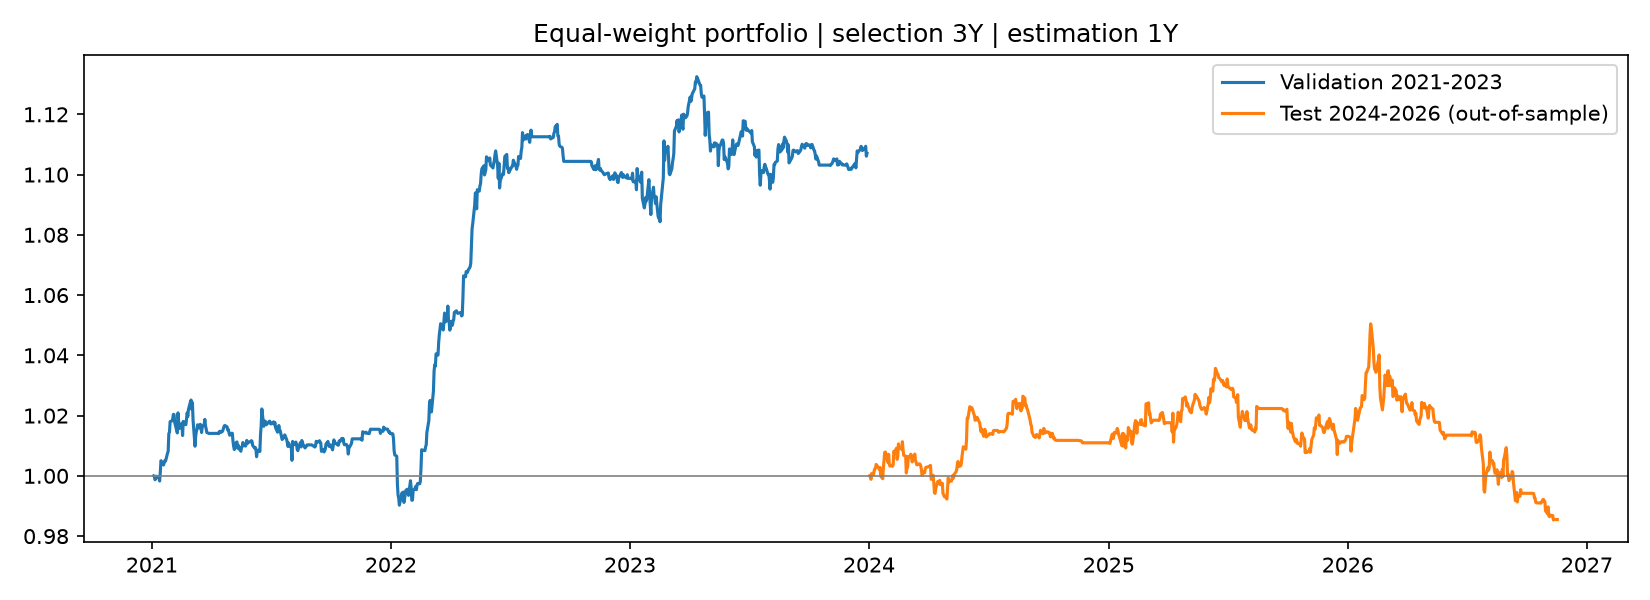 Equal-weight portfolio | selection 3Y | estimation 1Y
Validation 2021-2023
Test 2024-2026 (out-of-sample)
1.12
1.10
1.08
1.06
1.04
1.02
1.00
0.98
2021 2022 2023 2024 2025 2026 2027